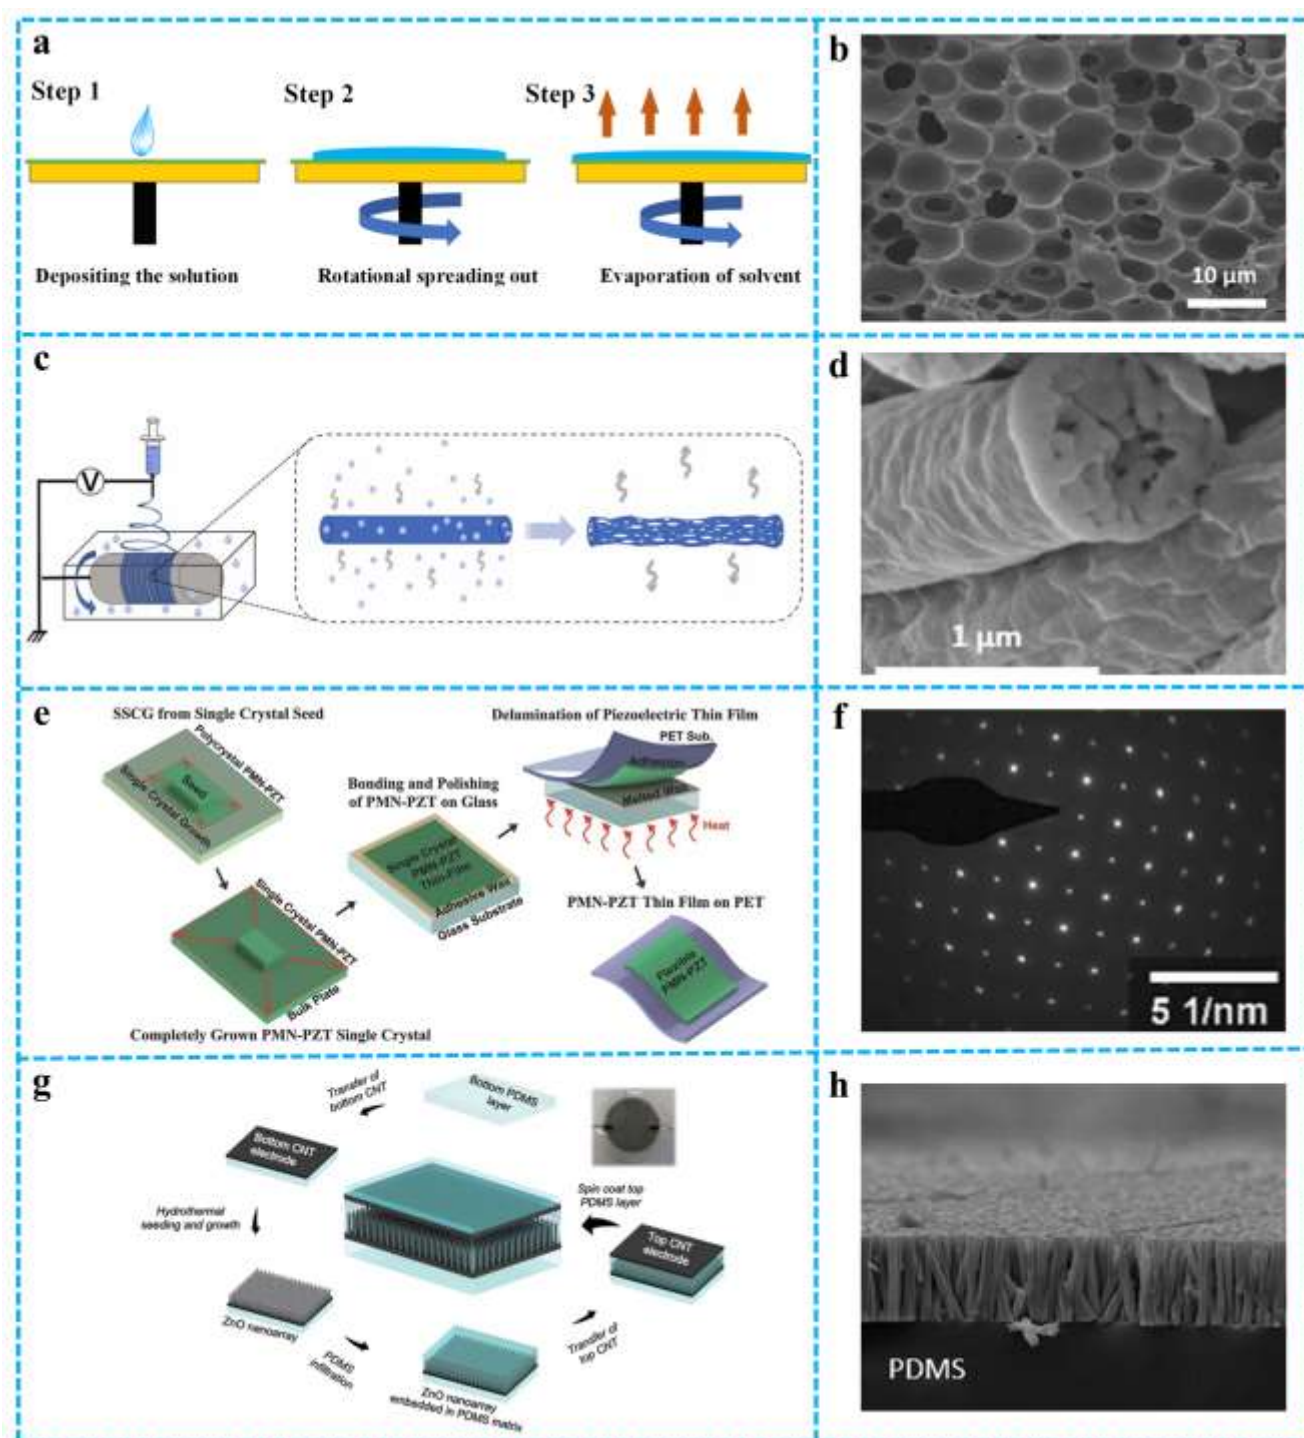 a
Step 1
Step 2
Step 3
Depositing the solution
Rotational spreading out
Evaporation of solvent
b
10 μm
c
V
d
1 μm
e
SSCG from Single Crystal Seed
Polycrystal PMN-PZT
Single Crystal Growth
Seed
Single Crystal PMN-PZT
Bulk Plate
Completely Grown PMN-PZT Single Crystal
Bonding and Polishing
of PMN-PZT on Glass
Single Crystal
PMN-PZT
Thin-Film
Adhesive Wax
Glass Substrate
Delamination of Piezoelectric Thin Film
PET Sub.
Adhesion
Melted Wax
Heat
PMN-PZT Thin Film on PET
Flexible
PMN-PZT
f
5 1/nm
g
Transfer of
bottom CNT
Bottom PDMS
layer
Bottom CNT
electrode
Hydrothermal
seeding and growth
ZnO nanoarray
PDMS
infiltration
ZnO nanoarray
embedded in PDMS matrix
Transfer of
top CNT
Top CNT
electrode
Spin coat top
PDMS layer
h
PDMS